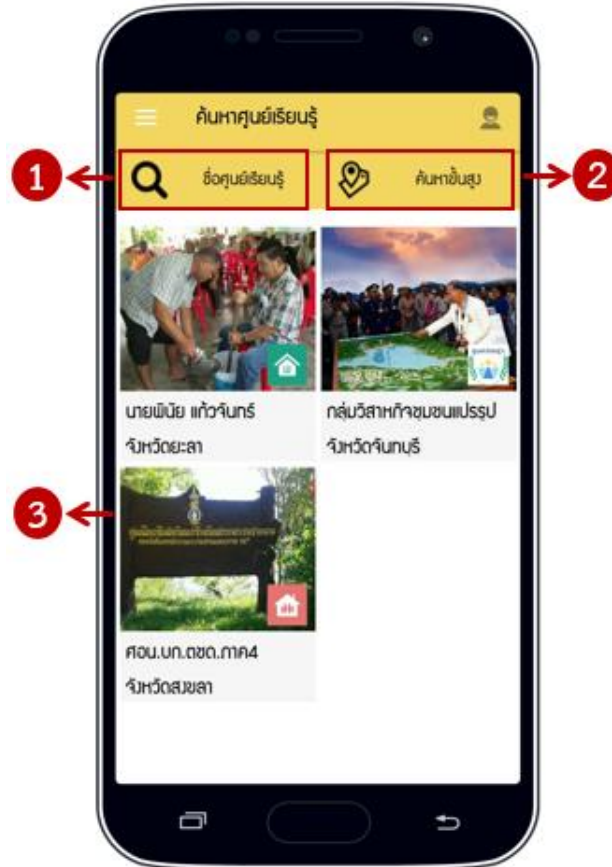 ค้นหาศูนย์เรียนรู้
1
ชื่อศูนย์เรียนรู้
ค้นหาขั้นสูง
2
นายพินัย แก้วจันทร์
จังหวัดยะลา
กลุ่มวิสาหกิจชุมชนแปรรูป
จังหวัดจันทบุรี
3
ศอน.บก.ตชด.ภาค4
จังหวัดสงขลา